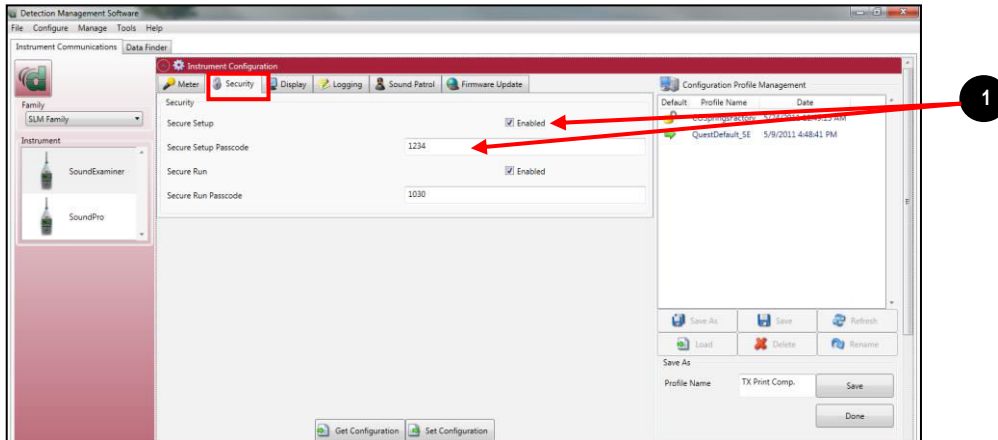 Detection Management Software
File Configure Manage Tools Help
Instrument Communications Data Finder
Instrument Configuration
Meter Security Display Logging Sound Patrol Firmware Update
Configuration Profile Management
Family
SLM Family
Instrument
SoundExaminer
SoundPro
Security
Secure Setup Enabled
Secure Setup Passcode 1234
Secure Run Enabled
Secure Run Passcode 1030
Default Profile Name Date
AM
QuestDefault_SE 5/9/2011 4:48:41 PM
1
Save As Save Refresh
Load Delete Rename
Save As
Profile Name TX Print Comp. Save
Done
Get Configuration Set Configuration